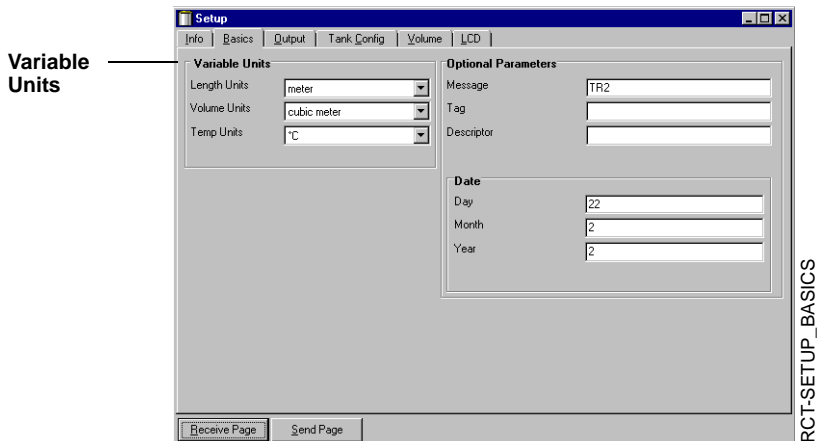 Setup
Info Basics Output Tank Config Volume LCD
Variable
Units
Variable Units
Length Units meter
Volume Units cubic meter
Temp Units °C
Optional Parameters
Message TR2
Tag
Descriptor
Date
Day 22
Month 2
Year 2
Receive Page Send Page
RCT-SETUP_BASICS